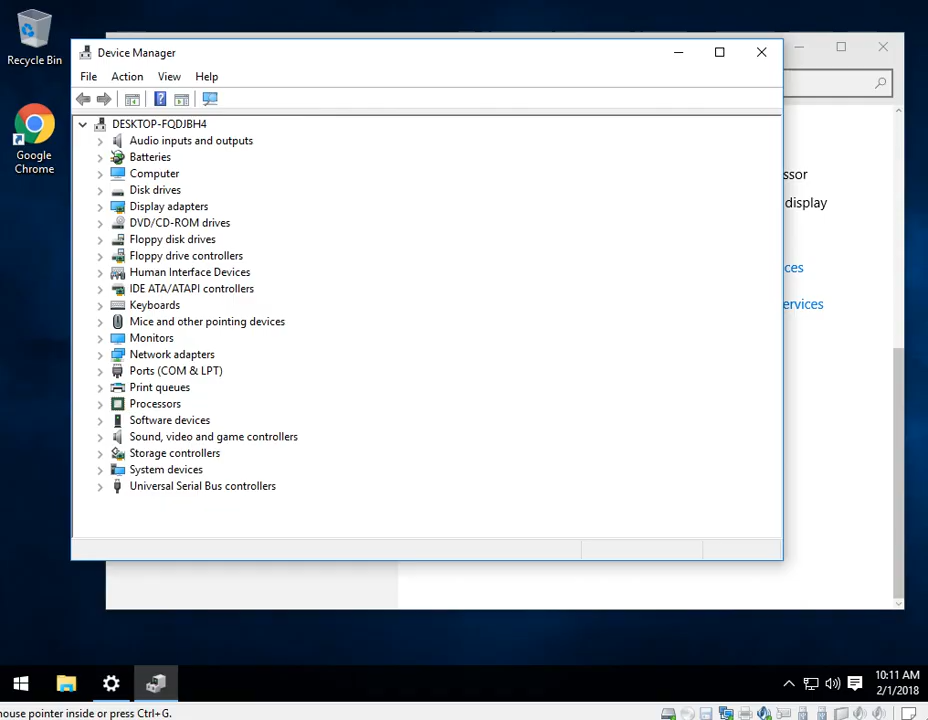 Recycle Bin
Google
Chrome
Device Manager
File Action View Help
DESKTOP-FQDJBH4
Audio inputs and outputs
Batteries
Computer
Disk drives
Display adapters
DVD/CD-ROM drives
Floppy disk drives
Floppy drive controllers
Human Interface Devices
IDE ATA/ATAPI controllers
Keyboards
Mice and other pointing devices
Monitors
Network adapters
Ports (COM & LPT)
Print queues
Processors
Software devices
Sound, video and game controllers
Storage controllers
System devices
Universal Serial Bus controllers
ssor
display
ces
ervices
10:11 AM
2/1/2018
nouse pointer inside or press Ctrl+G.